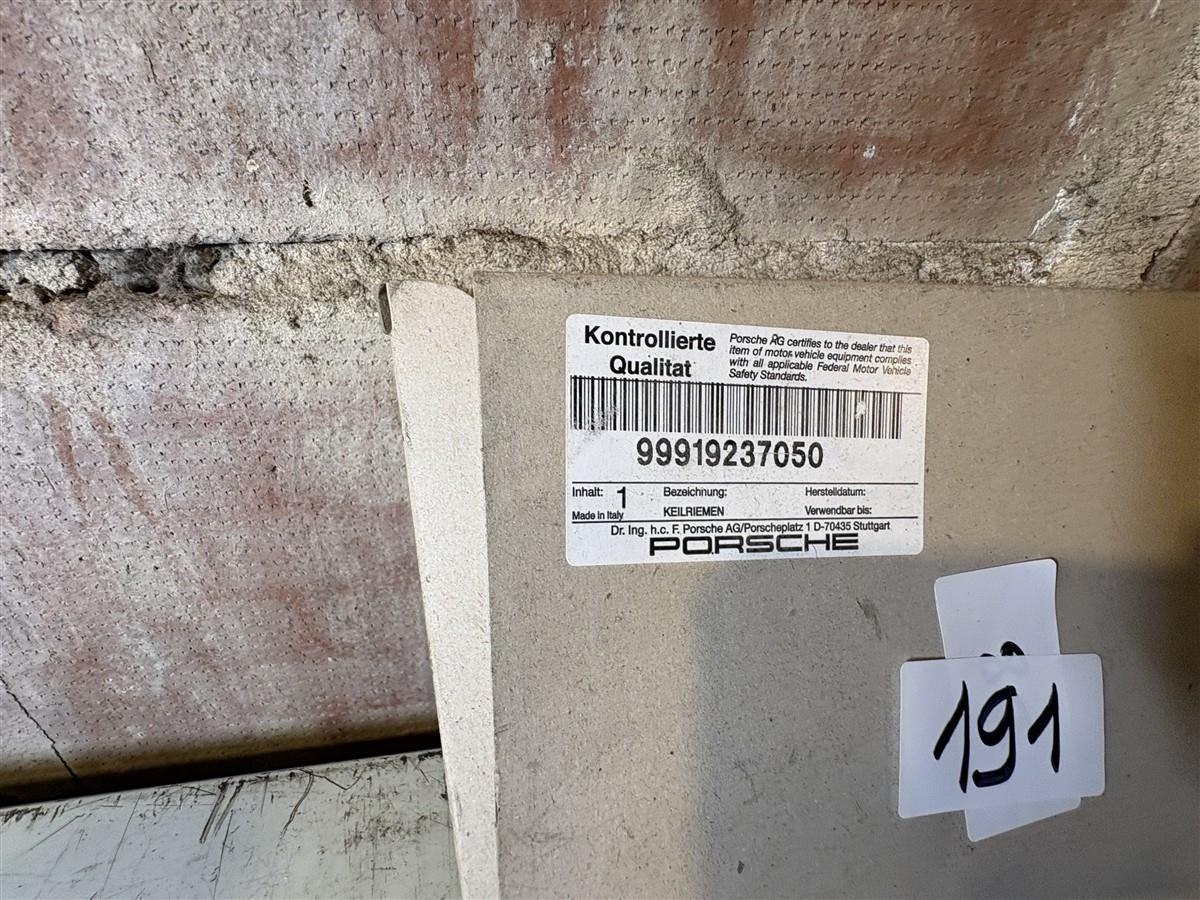 Kontrollierte
Qualitat
Porsche AG certifies to the dealer that this
item of motor vehicle equipment complies
with all applicable Federal Motor Vehicle
Safety Standards.
99919237050
Inhalt: 1
Made in Italy
Bezeichnung:
KEILRIEMEN
Herstelldatum:
Verwendbar bis:
Dr. Ing. h.c. F. Porsche AG/Porscheplatz 1 D-70435 Stuttgart
PORSCHE
191